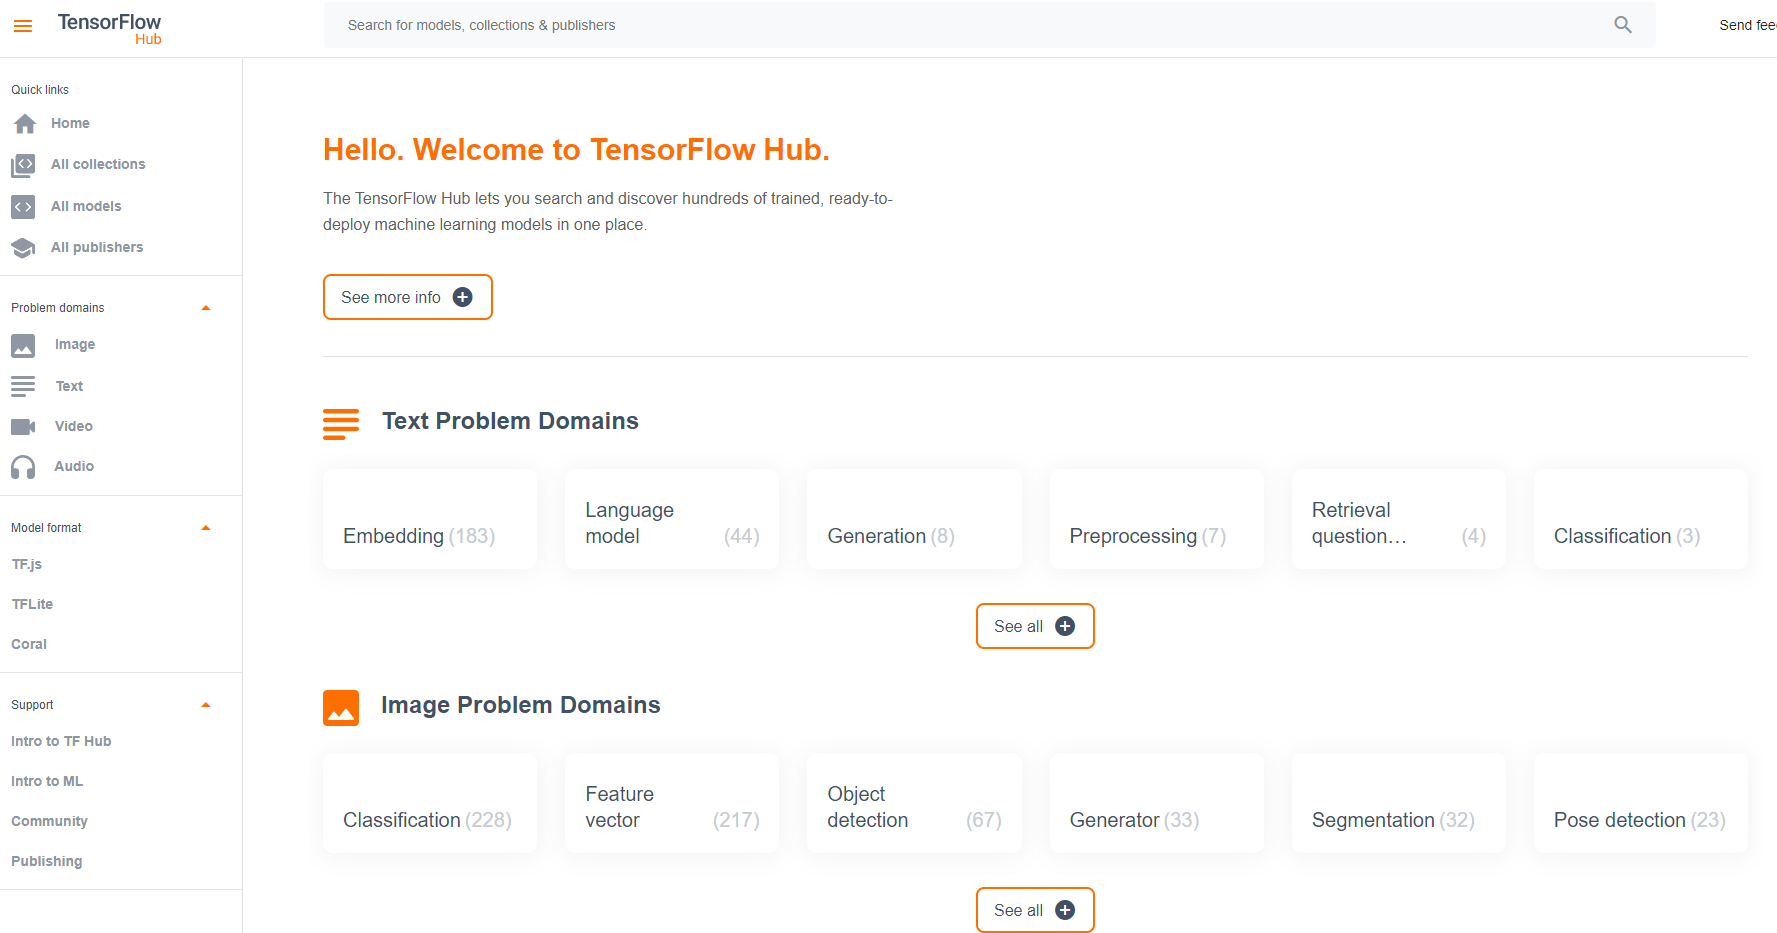 TensorFlow
Hub
Search for models, collections & publishers
Send fee
Quick links
Home
All collections
All models
All publishers
Problem domains
Image
Text
Video
Audio
Model format
TF.js
TFLite
Coral
Support
Intro to TF Hub
Intro to ML
Community
Publishing
Hello. Welcome to TensorFlow Hub.
The TensorFlow Hub lets you search and discover hundreds of trained, ready-to-
deploy machine learning models in one place.
See more info
Text Problem Domains
Embedding (183)
Language
model (44)
Generation (8)
Preprocessing (7)
Retrieval
question… (4)
Classification (3)
See all
Image Problem Domains
Classification (228)
Feature
vector (217)
Object
detection (67)
Generator (33)
Segmentation (32)
Pose detection (23)
See all